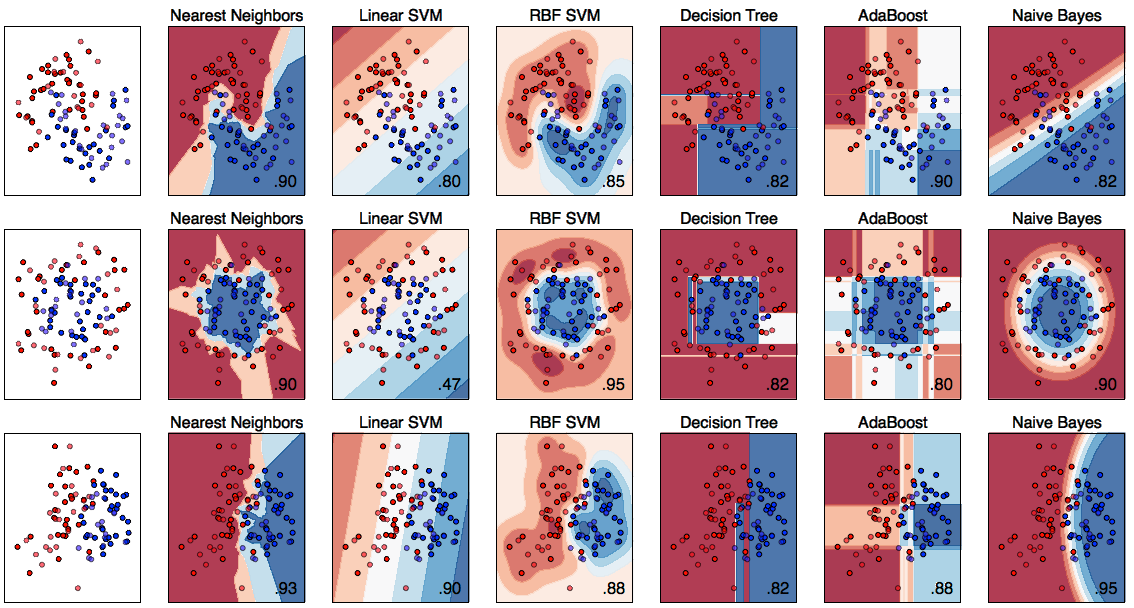 Nearest Neighbors Linear SVM RBF SVM Decision Tree AdaBoost Naive Bayes
.90 .80 .85 .82 .90 .82
Nearest Neighbors Linear SVM RBF SVM Decision Tree AdaBoost Naive Bayes
.90 .47 .95 .82 .80 .90
Nearest Neighbors Linear SVM RBF SVM Decision Tree AdaBoost Naive Bayes
.93 .90 .88 .82 .88 .95